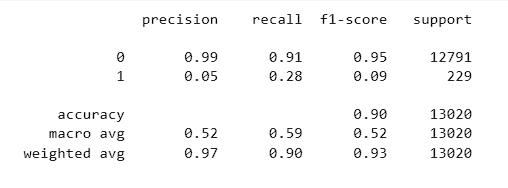 precision recall f1-score support
0 0.99 0.91 0.95 12791
1 0.05 0.28 0.09 229
accuracy 0.90 13020
macro avg 0.52 0.59 0.52 13020
weighted avg 0.97 0.90 0.93 13020